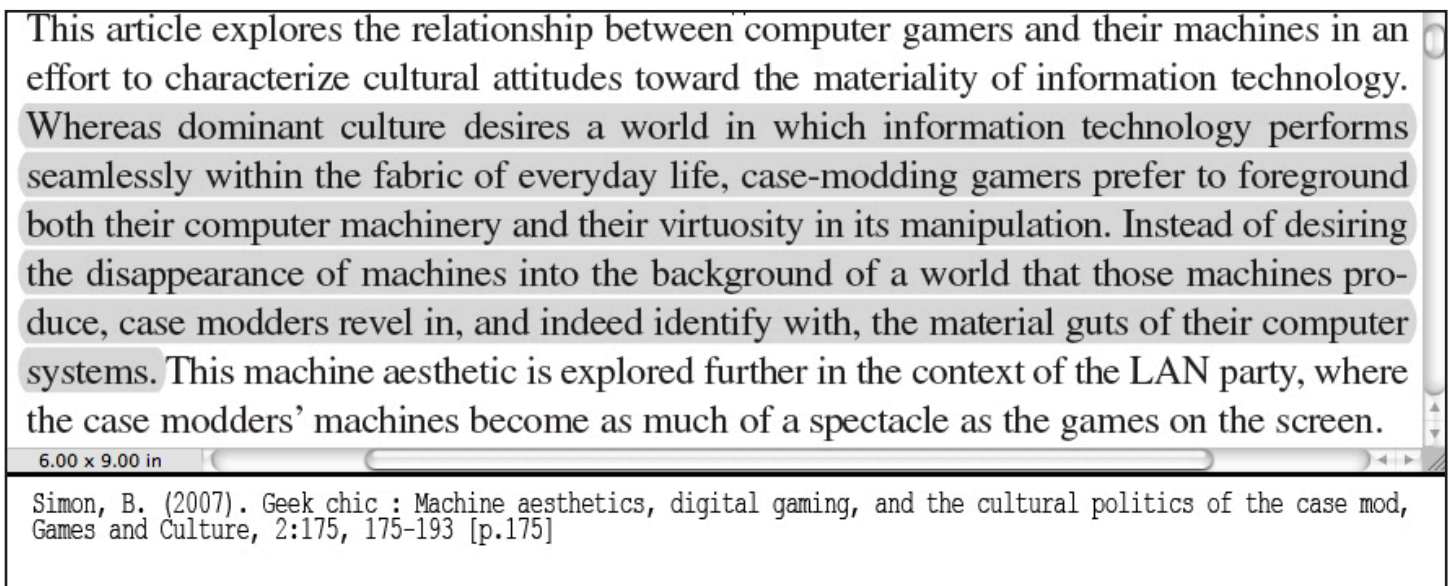 This article explores the relationship between computer gamers and their machines in an
effort to characterize cultural attitudes toward the materiality of information technology.
Whereas dominant culture desires a world in which information technology performs
seamlessly within the fabric of everyday life, case-modding gamers prefer to foreground
both their computer machinery and their virtuosity in its manipulation. Instead of desiring
the disappearance of machines into the background of a world that those machines pro-
duce, case modders revel in, and indeed identify with, the material guts of their computer
systems. This machine aesthetic is explored further in the context of the LAN party, where
the case modders’ machines become as much of a spectacle as the games on the screen.
6.00 x 9.00 in
Simon, B. (2007). Geek chic : Machine aesthetics, digital gaming, and the cultural politics of the case mod,
Games and Culture, 2:175, 175-193 [p.175]